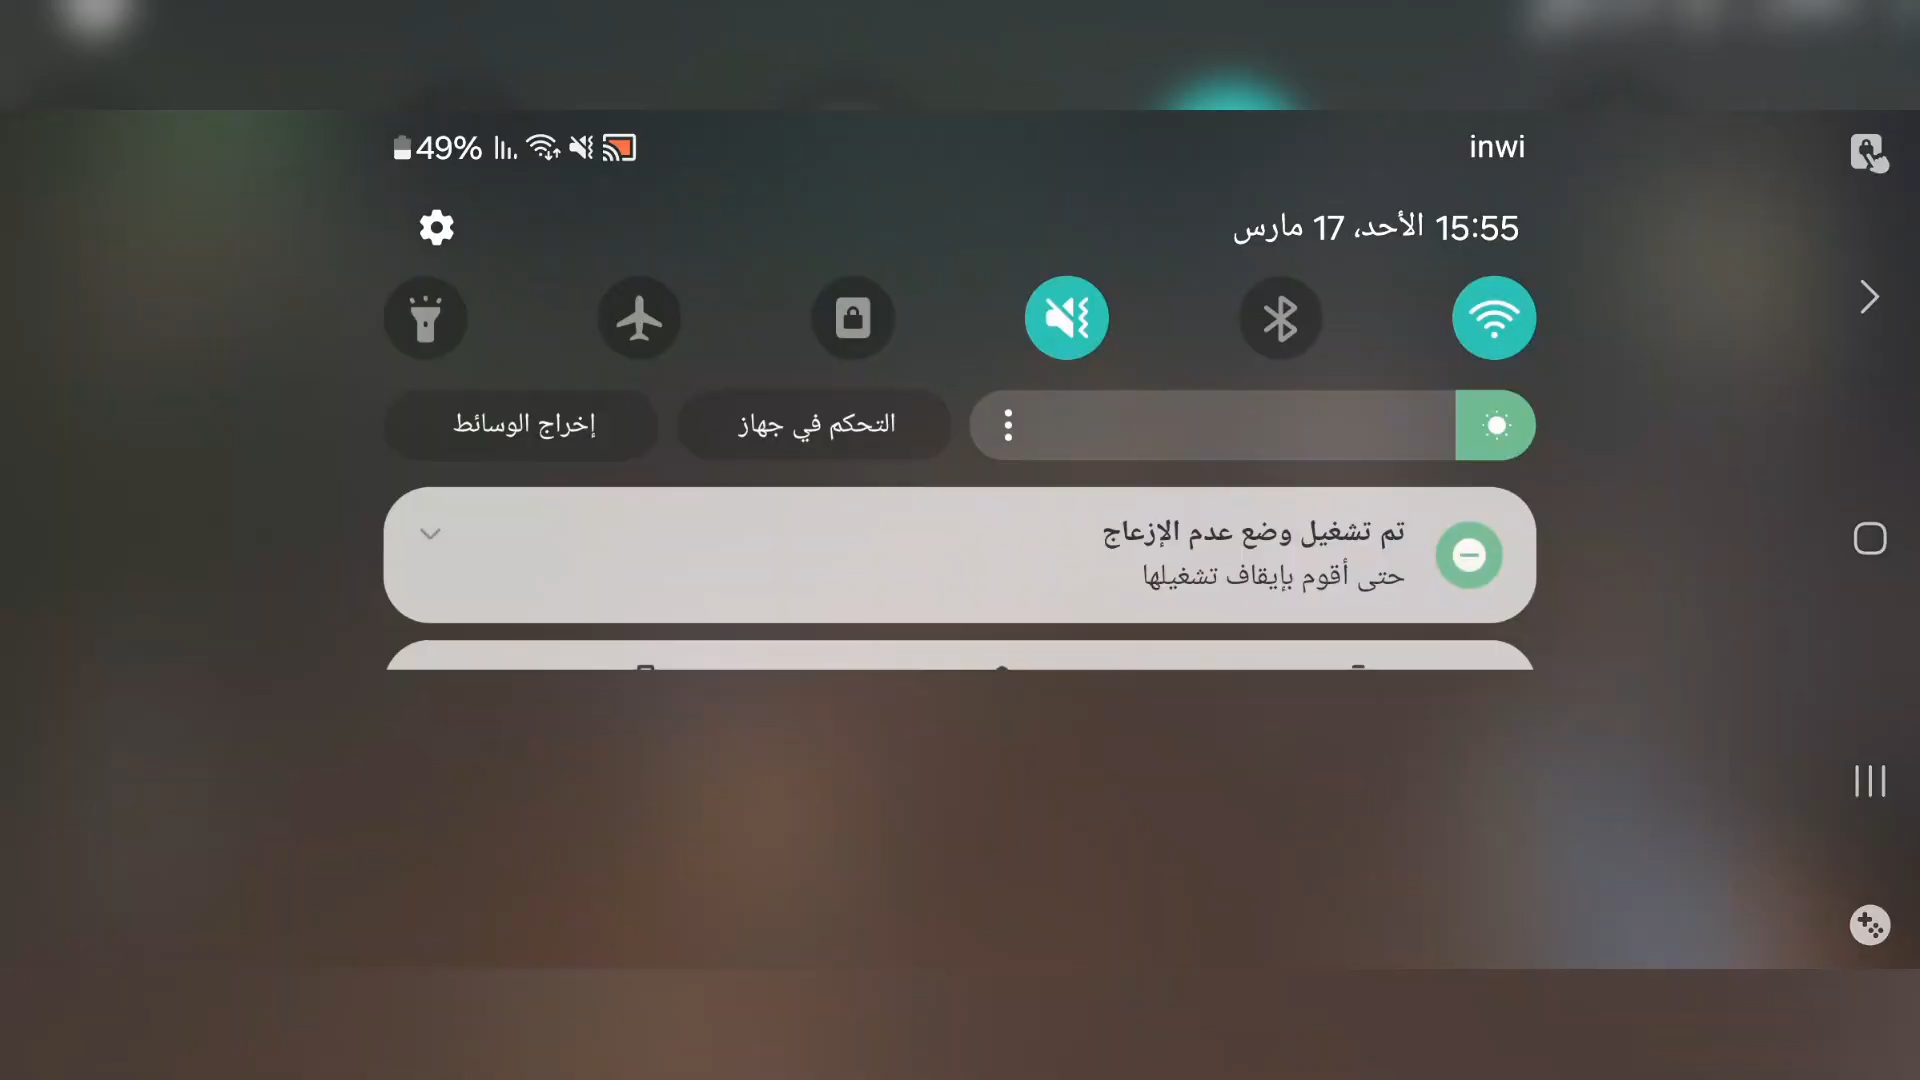 inwi
49%
15:55 الأحد، 17 مارس
التحكم في جهاز
إخراج الوسائط
تم تشغيل وضع عدم الإزعاج
حتى أقوم بإيقاف تشغيلها